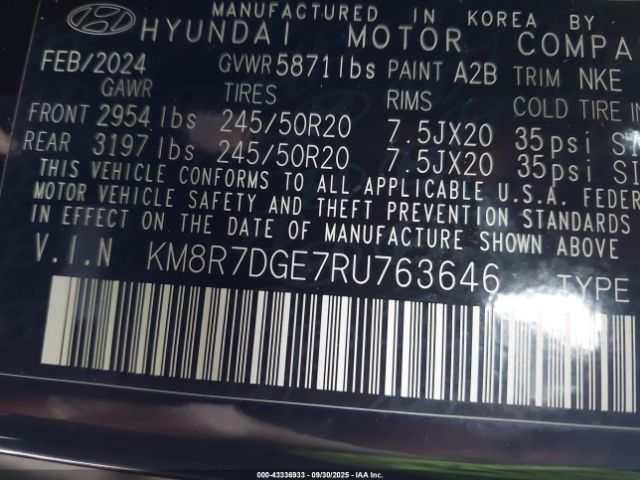 MANUFACTURED IN KOREA BY
HYUNDAI MOTOR COMPA
FEB/2024 GVWR 5871lbs PAINT A2B TRIM NKE
GAWR TIRES RIMS COLD TIRE IN
FRONT 2954 lbs 245/50R20 7.5JX20 35psi
REAR 3197 lbs 245/50R20 7.5JX20 35psi
THIS VEHICLE CONFORMS TO ALL APPLICABLE U.S.A. FEDER
MOTOR VEHICLE SAFETY AND THEFT PREVENTION STANDARDS
IN EFFECT ON THE DATE OF MANUFACTURE SHOWN ABOVE
V.I.N KM8R7DGE7RU763646 TYPE
000-43336933 - 09/30/2025 - IAA Inc.